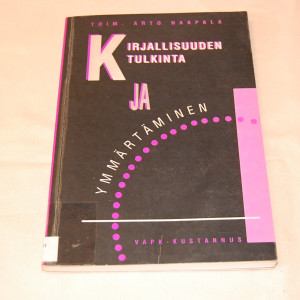 TOIM. ARTO HAAPALA
KIRJALLISUUDEN
TULKINTA
JA
YMMÄRTÄMINEN
VAPK-KUSTANNUS